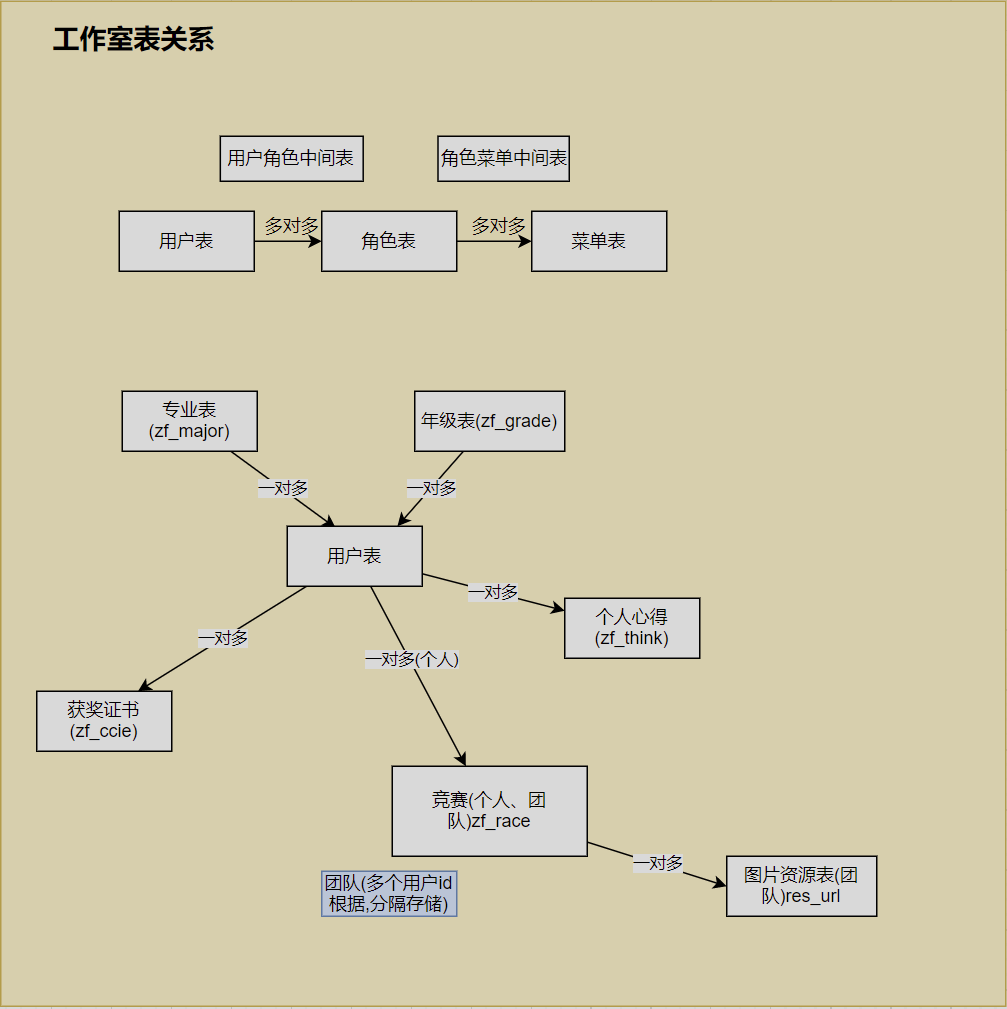 工作室表关系
用户角色中间表
角色菜单中间表
用户表
多对多
角色表
多对多
菜单表
专业表
(zf_major)
年级表(zf_grade)
一对多
一对多
用户表
一对多
个人心得
(zf_think)
一对多
一对多(个人)
获奖证书
(zf_ccie)
竞赛(个人、团
队)zf_race
一对多
图片资源表(团
队)res_url
团队(多个用户id
根据,分隔存储)